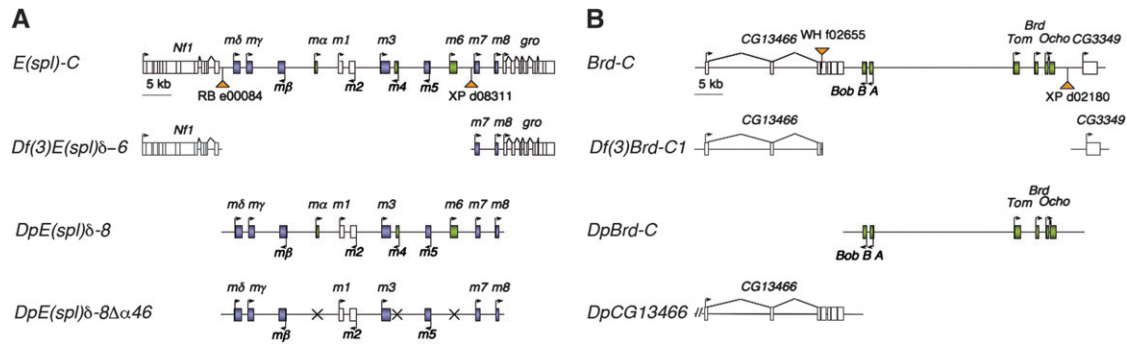 A
Nf1 mδ mγ mα m1 m3 m6 m7 m8 gro
E(spl)-C
5 kb RB e00084 mβ m2 m4 m5 XP d08311
Nf1 m7 m8 gro
Df(3)E(spl)δ–6
mδ mγ mα m1 m3 m6 m7 m8
DpE(spl)δ-8
mβ m2 m4 m5
mδ mγ m1 m3 m7 m8
DpE(spl)δ-8Δα46
mβ m2 m5
B
WH f02655
CG13466 Brd
Tom Ocho CG3349
Brd-C
5 kb Bob B A XP d02180
CG13466 CG3349
Df(3)Brd-C1
Brd
Tom Ocho
DpBrd-C
Bob B A
CG13466
DpCG13466